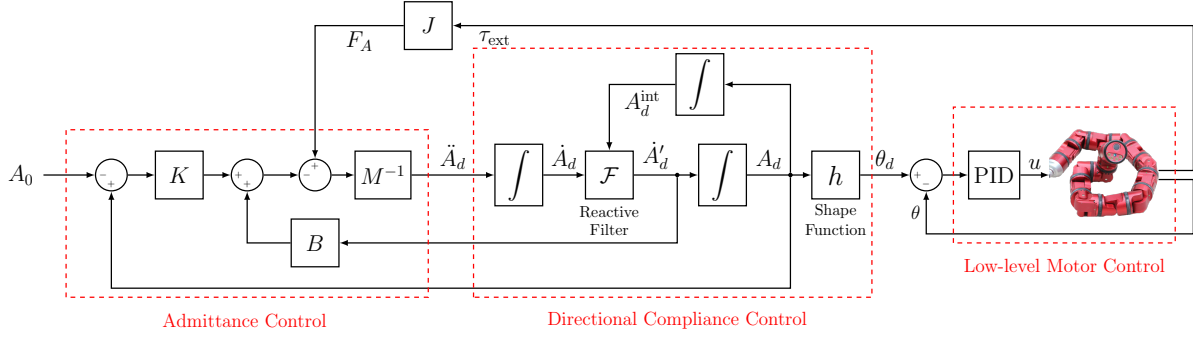 J
F_A
τ_ext
∫
A_d^int
A_0
-
+
K
+
+
+
-
M⁻¹
Ä_d
∫
Ȧ_d
F
Ȧ′_d
∫
A_d
h
θ_d
+
-
PID
u
θ
B
Reactive
Filter
Shape
Function
Low-level Motor Control
Admittance Control
Directional Compliance Control